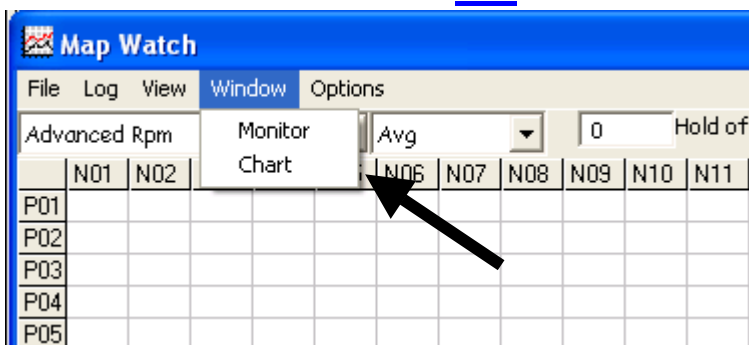 Map Watch
File Log View Window Options
Advanced Rpm Avg 0 Hold of
Monitor
Chart
N01 N02 N06 N07 N08 N09 N10 N11
P01
P02
P03
P04
P05